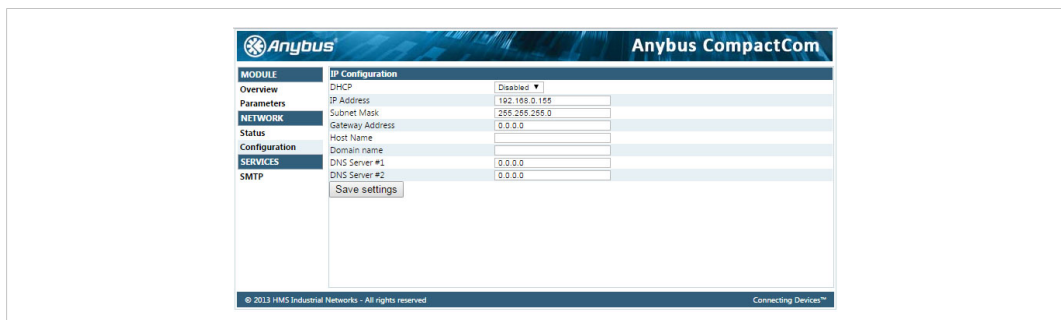 Anybus®
Anybus CompactCom
MODULE
Overview
Parameters
NETWORK
Status
Configuration
SERVICES
SMTP
IP Configuration
DHCP Disabled ▼
IP Address 192.168.0.155
Subnet Mask 255.255.255.0
Gateway Address 0.0.0.0
Host Name
Domain name
DNS Server #1 0.0.0.0
DNS Server #2 0.0.0.0
Save settings
© 2013 HMS Industrial Networks - All rights reserved
Connecting Devices™